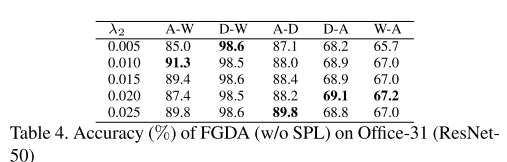 λ₂ A-W D-W A-D D-A W-A
0.005 85.0 98.6 87.1 68.2 65.7
0.010 91.3 98.5 88.0 68.9 67.0
0.015 89.4 98.6 88.4 68.9 67.0
0.020 87.4 98.5 88.2 69.1 67.2
0.025 89.8 98.6 89.8 68.8 67.0
Table 4. Accuracy (%) of FGDA (w/o SPL) on Office-31 (ResNet-
50)